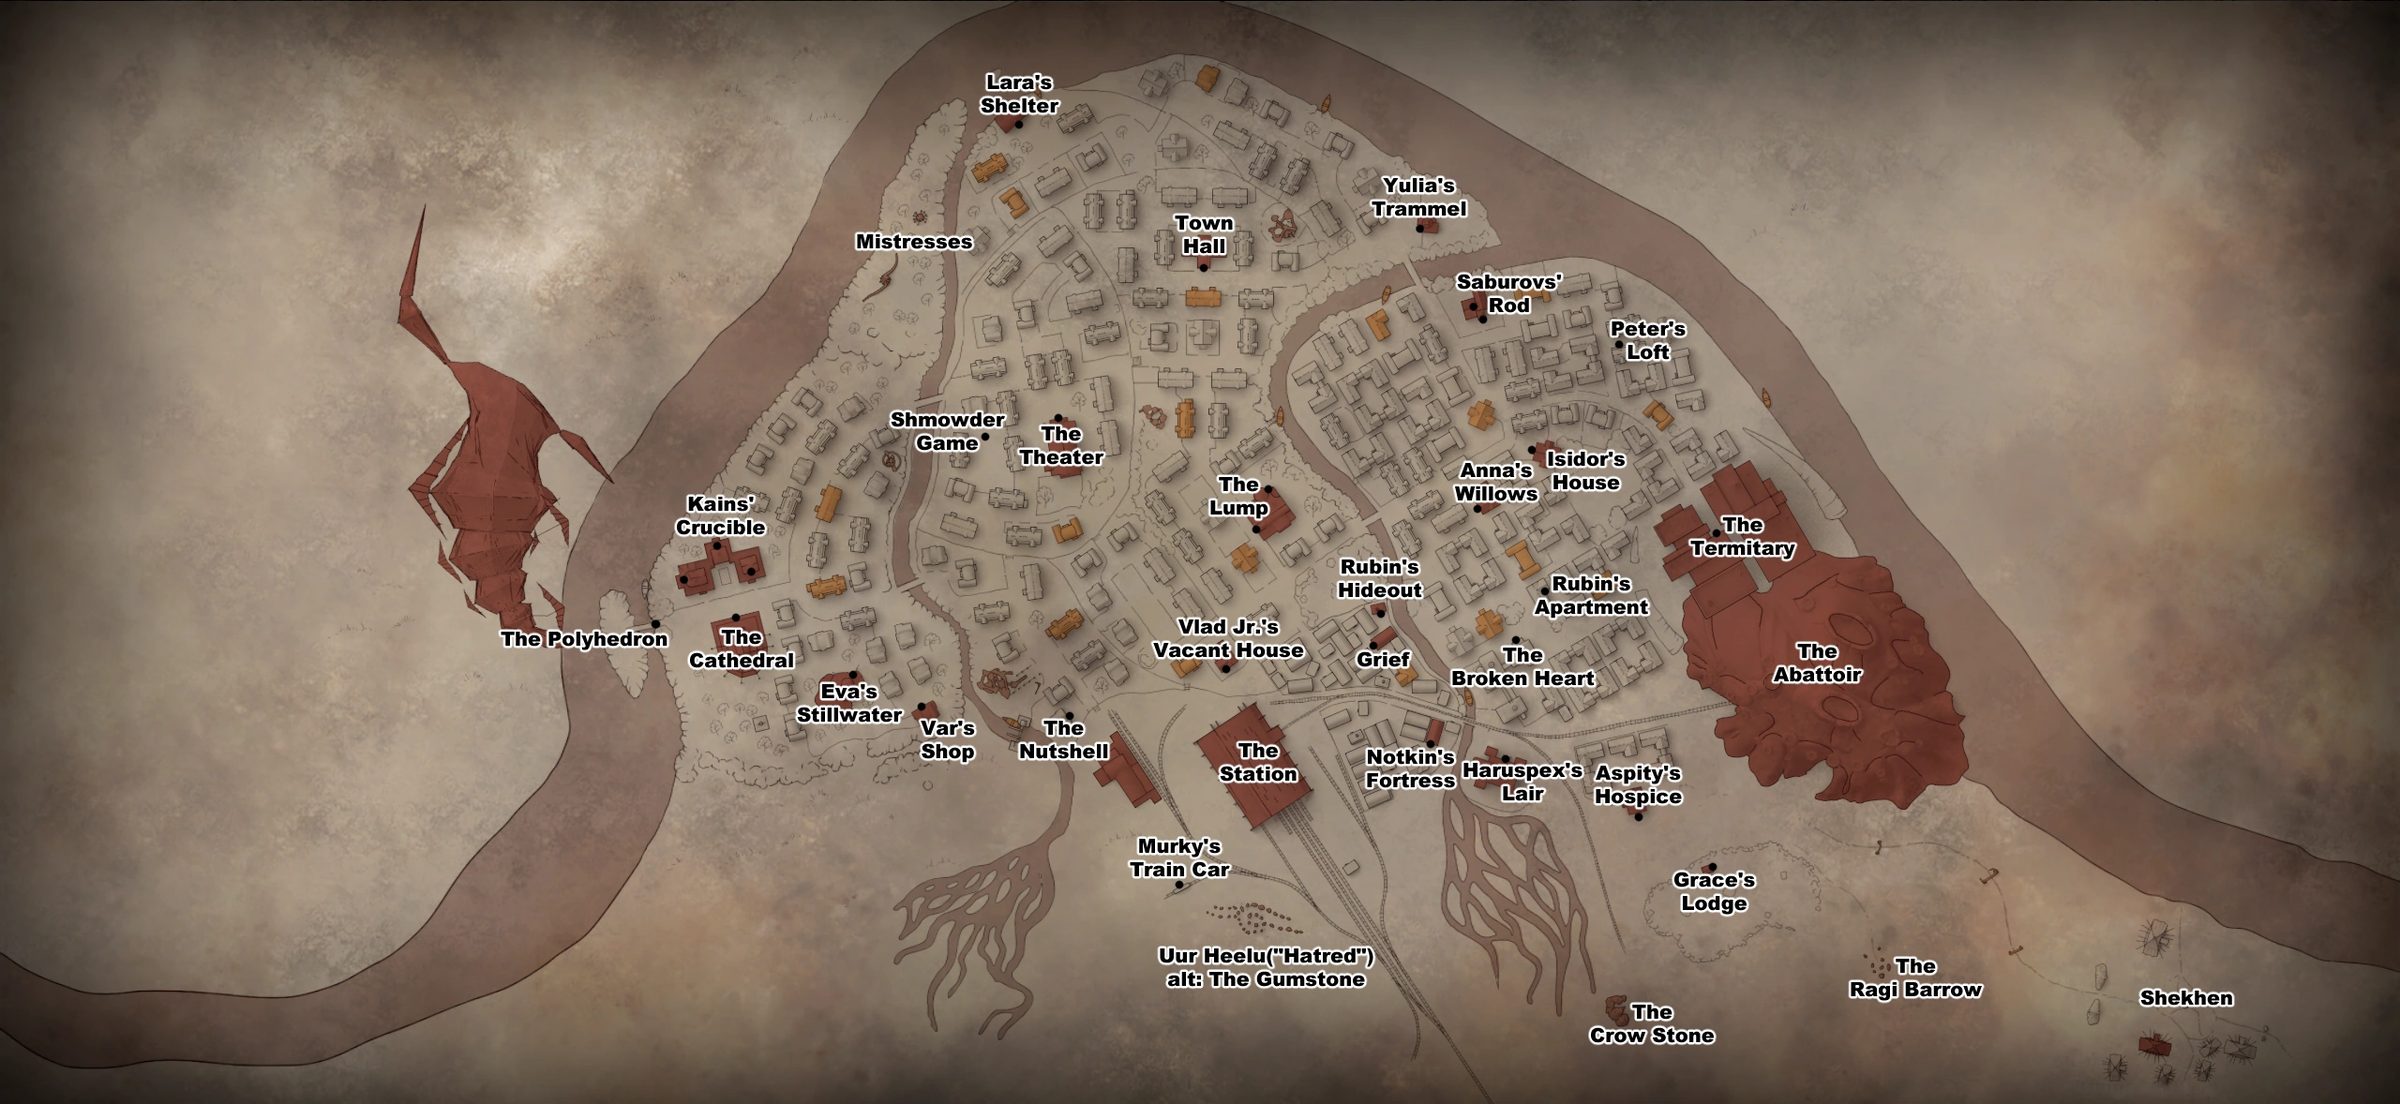 Lara's
Shelter
Yulia's
Trammel
Mistresses
Town
Hall
Saburovs'
Rod
Peter's
Loft
Shmowder
Game
The
Theater
Isidor's
House
Anna's
Willows
The
Lump
Kains'
Crucible
The
Termitary
Rubin's
Hideout
Rubin's
Apartment
The Polyhedron
The
Cathedral
Vlad Jr.'s
Vacant House
Grief
The
Broken Heart
The
Abattoir
Eva's
Stillwater
Var's
Shop
The
Nutshell
The
Station
Notkin's
Fortress
Haruspex's
Lair
Aspity's
Hospice
Murky's
Train Car
Grace's
Lodge
Uur Heelu("Hatred")
alt: The Gumstone
The
Ragi Barrow
Shekhen
The
Crow Stone